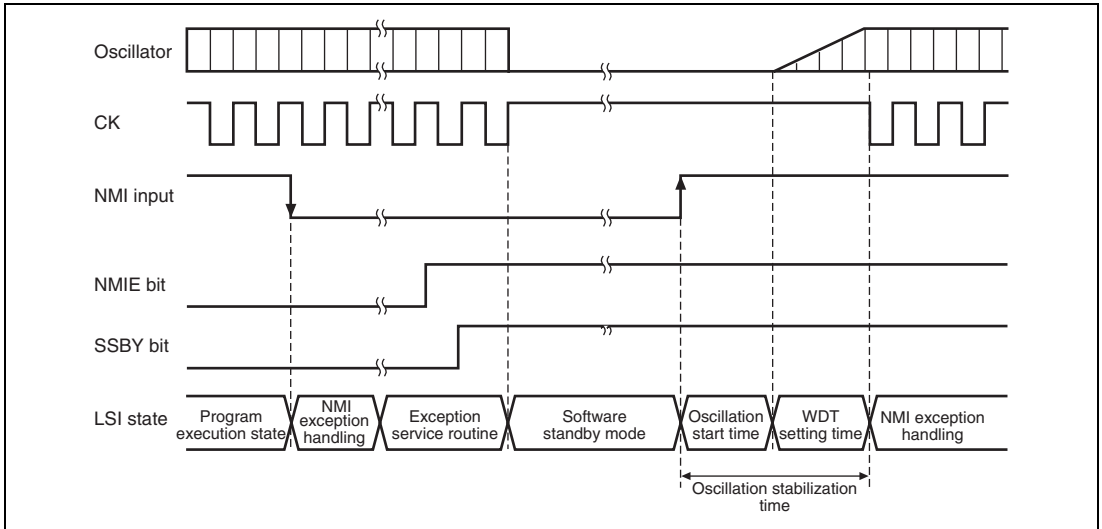 Oscillator
CK
NMI input
NMIE bit
SSBY bit
LSI state
Program
execution state
NMI
exception
handling
Exception
service routine
Software
standby mode
Oscillation
start time
WDT
setting time
NMI exception
handling
Oscillation stabilization
time